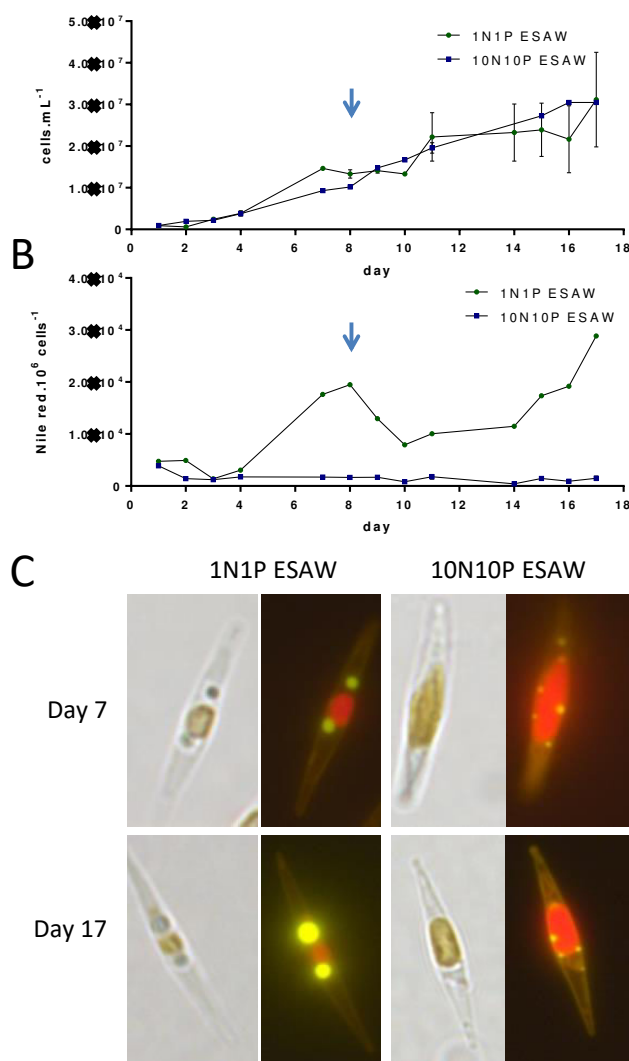 5.0×10⁷
4.0×10⁷
3.0×10⁷
2.0×10⁷
1.0×10⁷
0
cells.mL⁻¹
1N1P ESAW
10N10P ESAW
0 2 4 6 8 10 12 14 16 18
day
B
4.0×10⁴
3.0×10⁴
2.0×10⁴
1.0×10⁴
0
Nile red.10⁶ cells⁻¹
1N1P ESAW
10N10P ESAW
0 2 4 6 8 10 12 14 16 18
day
C
1N1P ESAW 10N10P ESAW
Day 7
Day 17